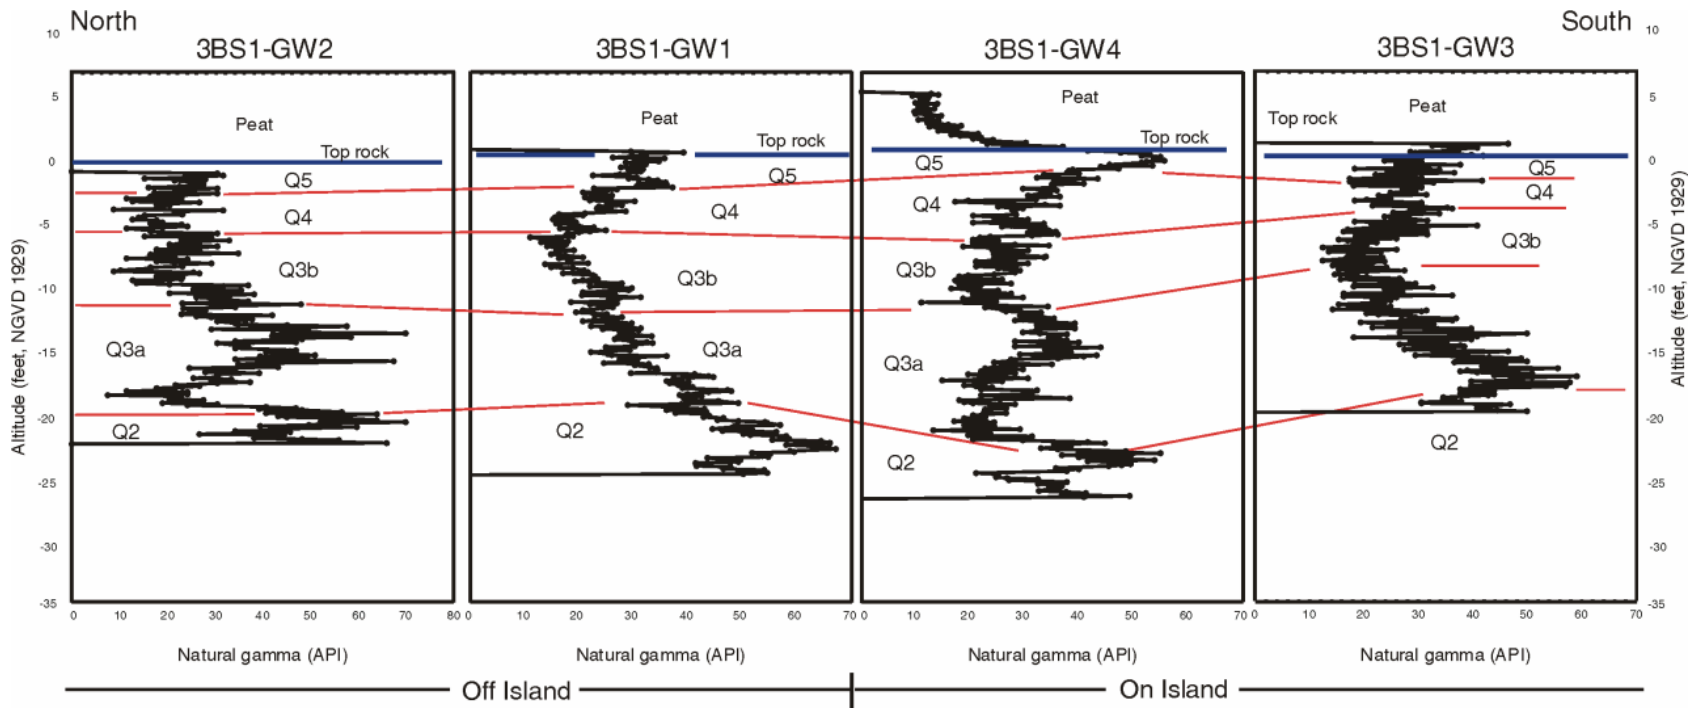 North
South
3BS1-GW2
3BS1-GW1
3BS1-GW4
3BS1-GW3
10
5
0
-5
-10
-15
-20
-25
-30
-35
Altitude (feet, NGVD 1929)
Peat
Top rock
Q5
Q4
Q3b
Q3a
Q2
0 10 20 30 40 50 60 70 80
Natural gamma (API)
Peat
Top rock
Q5
Q4
Q3b
Q3a
Q2
0 10 20 30 40 50 60 70
Natural gamma (API)
Peat
Top rock
Q5
Q4
Q3b
Q3a
Q2
0 10 20 30 40 50 60 70
Natural gamma (API)
Peat
Top rock
Q5
Q4
Q3b
Q2
0 10 20 30 40 50 60 70
Natural gamma (API)
10
5
0
-5
-10
-15
-20
-25
-30
-35
Altitude (feet, NGVD 1929)
Off Island
On Island